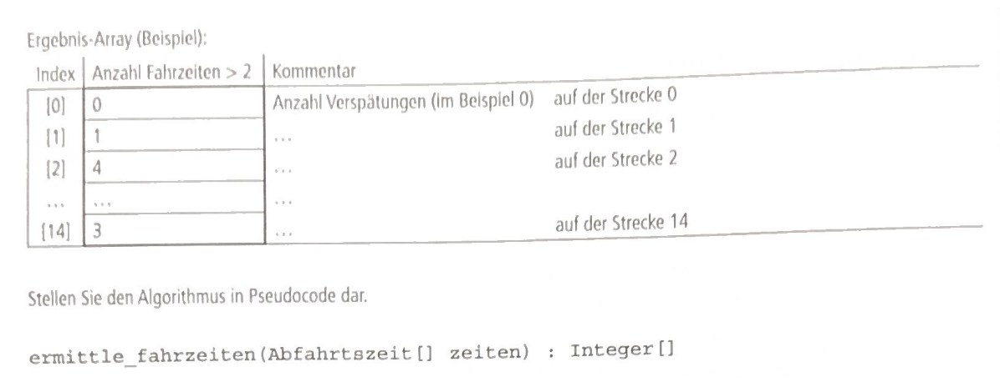 Ergebnis-Array (Beispiel):
Index Anzahl Fahrzeiten > 2 Kommentar
[0] 0 Anzahl Verspätungen (im Beispiel 0) auf der Strecke 0
[1] 1 ... auf der Strecke 1
[2] 4 ... auf der Strecke 2
... ... ...
[14] 3 ... auf der Strecke 14
Stellen Sie den Algorithmus in Pseudocode dar.
ermittle_fahrzeiten(Abfahrtszeit[] zeiten) : Integer[]